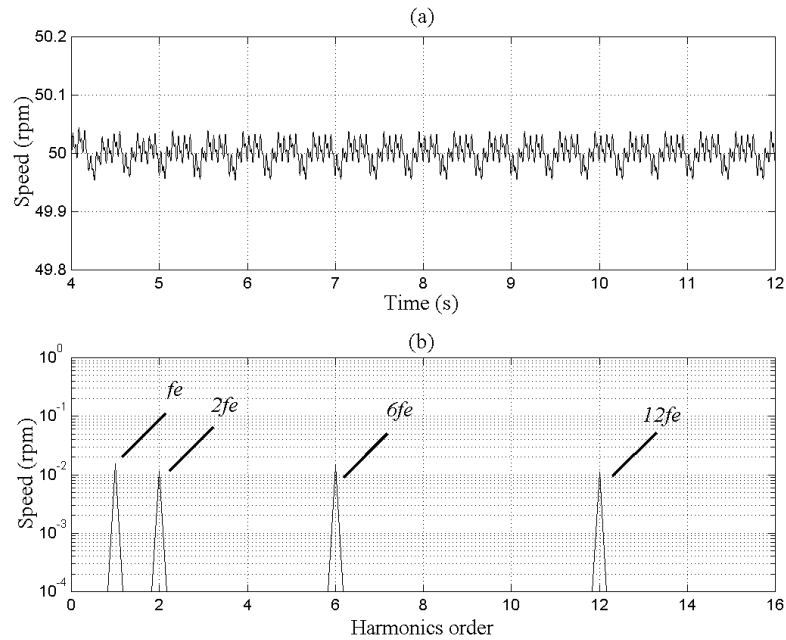 (a)
50.2
50.1
50
49.9
49.8
Speed (rpm)
4 5 6 7 8 9 10 11 12
Time (s)
(b)
10^0
10^-1
10^-2
10^-3
10^-4
Speed (rpm)
fe
2fe
6fe
12fe
0 2 4 6 8 10 12 14 16
Harmonics order